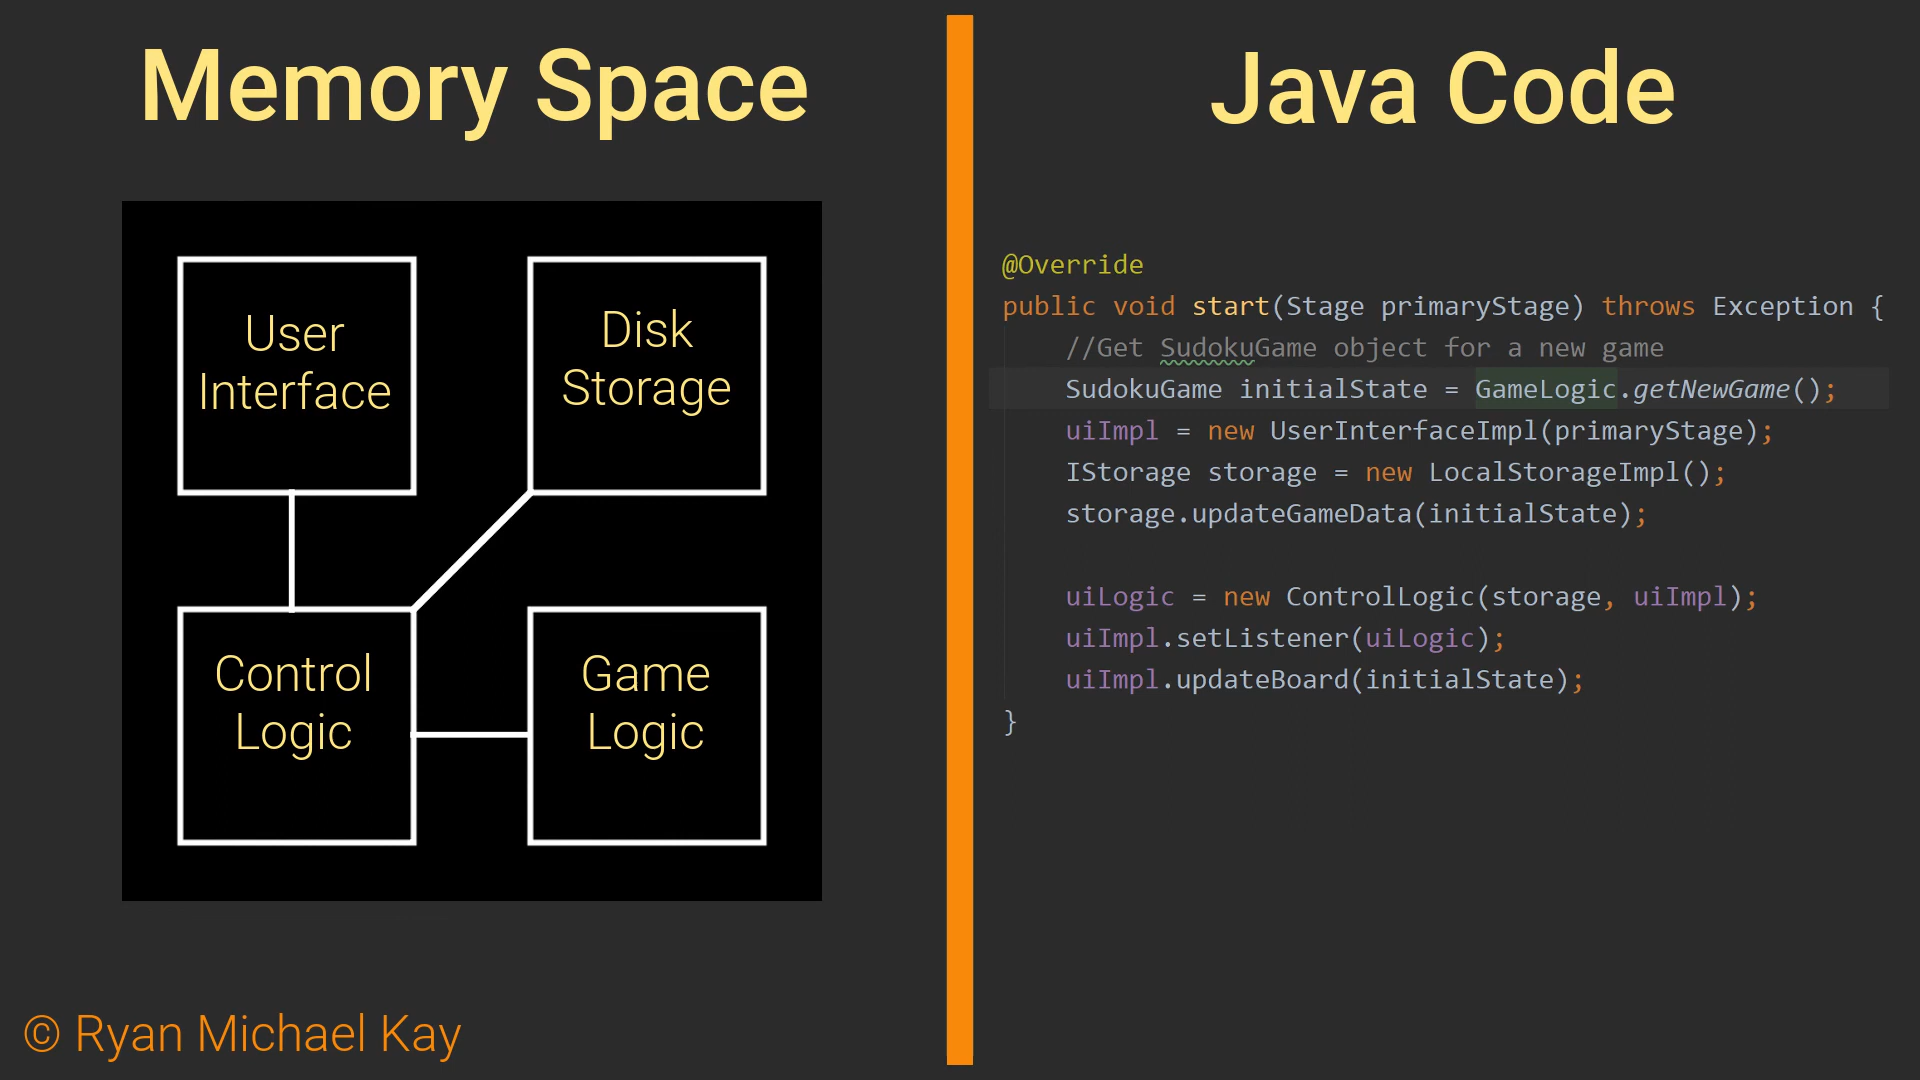 Memory Space
User
Interface
Disk
Storage
Control
Logic
Game
Logic
© Ryan Michael Kay
Java Code
@Override
public void start(Stage primaryStage) throws Exception {
    //Get SudokuGame object for a new game
    SudokuGame initialState = GameLogic.getNewGame();
    uiImpl = new UserInterfaceImpl(primaryStage);
    IStorage storage = new LocalStorageImpl();
    storage.updateGameData(initialState);
    uiLogic = new ControlLogic(storage, uiImpl);
    uiImpl.setListener(uiLogic);
    uiImpl.updateBoard(initialState);
}